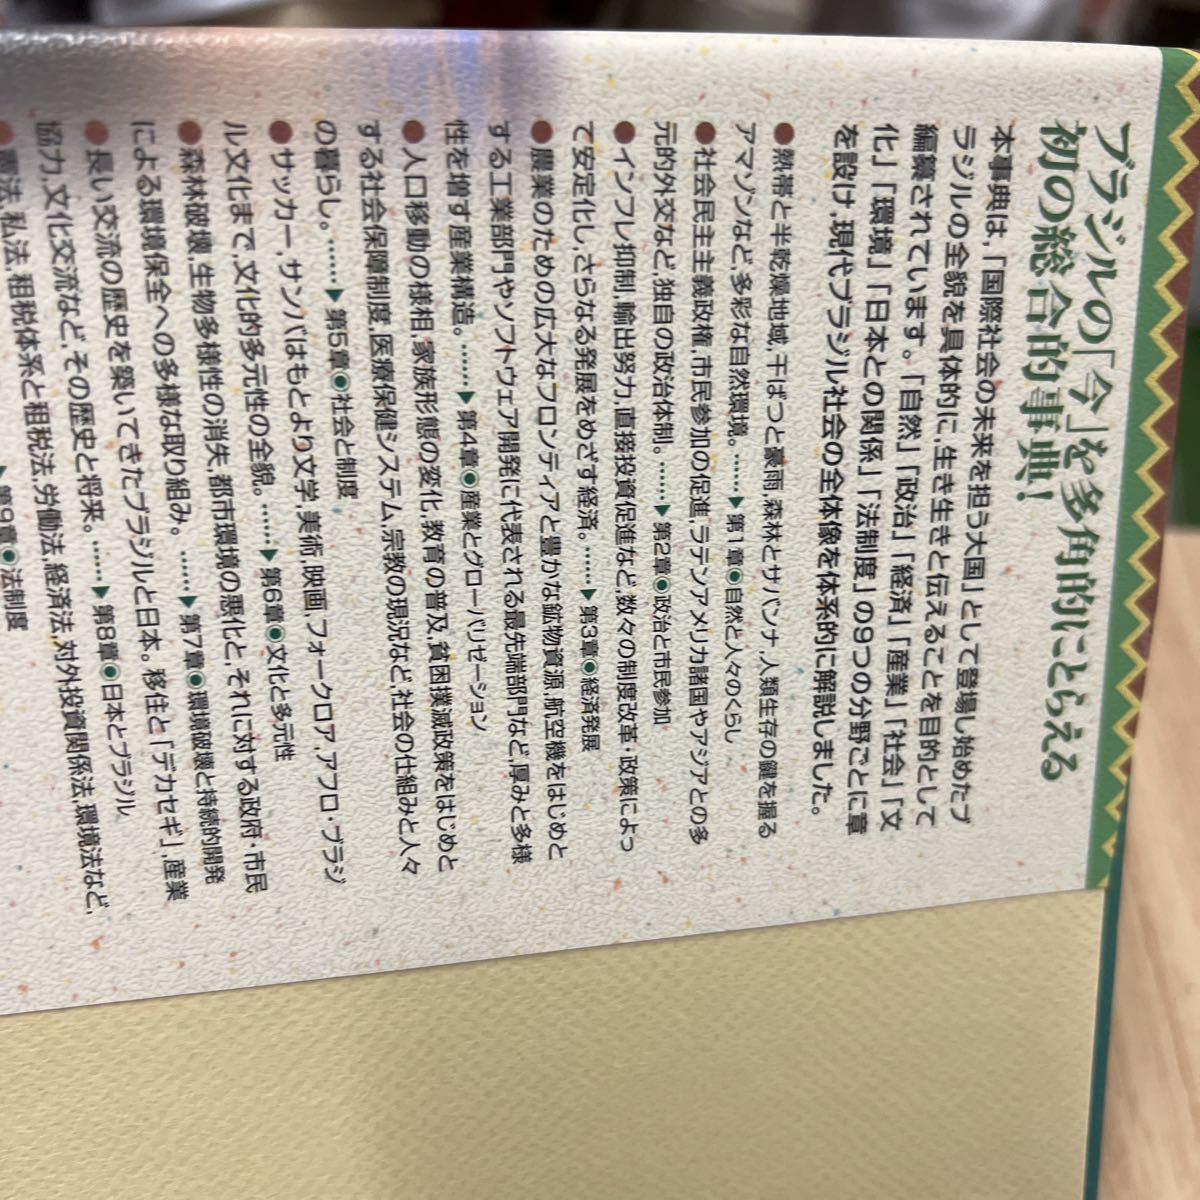 ブラジルの「今」を多角的にとらえる
初の総合的事典！
本事典は、「国際社会の未来を担う大国」として登場し始めたブ
ラジルの全貌を具体的に、生き生きと伝えることを目的として
編纂されています。「自然」「政治」「経済」「産業」「社会」「文
化」「環境」「日本との関係」「法制度」の9つの分野ごとに章
を設け、現代ブラジル社会の全体像を体系的に解説しました。
●熱帯と半乾燥地域、干ばつと豪雨、森林とサバンナ、人類生存の鍵を握る
アマゾンなど、多彩な自然環境。……▶第1章◉自然と人々のくらし
●社会民主主義政権、市民参加の促進、ラテンアメリカ諸国やアジアとの多
元的外交など、独自の政治体制。……▶第2章◉政治と市民参加
●インフレ抑制、輸出努力、直接投資促進など、数々の制度改革・政策によっ
て安定化し、さらなる発展をめざす経済。……▶第3章◉経済発展
●農業のための広大なフロンティアと豊かな鉱物資源、航空機をはじめと
する工業部門やソフトウェア開発に代表される最先端部門など、厚みと多様
性を増す産業構造。……▶第4章◉産業とグローバリゼーション
●人口移動の様相、家族形態の変化、教育の普及、貧困撲滅政策をはじめと
する社会保障制度、医療保健システム、宗教の現況など、社会の仕組みと人々
の暮らし。……▶第5章◉社会と制度
●サッカー、サンバはもとより文学、美術、映画、フォークロア、アフロ・ブラジ
ル文化まで、文化的多元性の全貌。……▶第6章◉文化と多元性
●森林破壊、生物多様性の消失、都市環境の悪化と、それに対する政府・市民
による環境保全への多様な取り組み。……▶第7章◉環境破壊と持続的開発
●長い交流の歴史を築いてきたブラジルと日本。移住と「デカセギ」、産業
協力、文化交流など、その歴史と将来。……▶第8章◉日本とブラジル
●憲法、私法、租税体系と租税法、労働法、経済法、対外投資関係法、環境法など、
▶第9章◉法制度